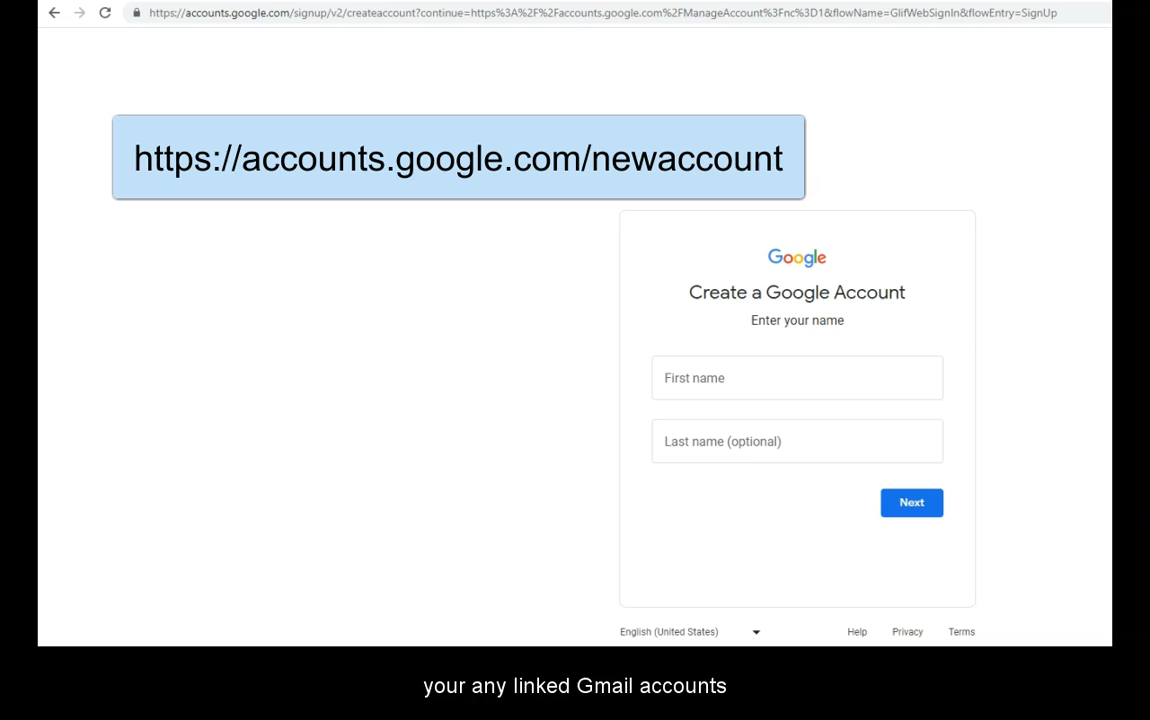 https://accounts.google.com/signup/v2/createaccount?continue=https%3A%2F%2Faccounts.google.com%2FManageAccount%3Fnc%3D1&flowName=GlifWebSignIn&flowEntry=SignUp
https://accounts.google.com/newaccount
Google
Create a Google Account
Enter your name
First name
Last name (optional)
Next
English (United States) Help Privacy Terms
your any linked Gmail accounts